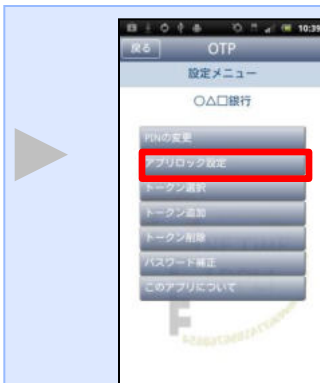 10:39
戻る OTP
設定メニュー
○△□銀行
PINの変更
アプリロック設定
トークン選択
トークン追加
トークン削除
パスワード補正
このアプリについて
F